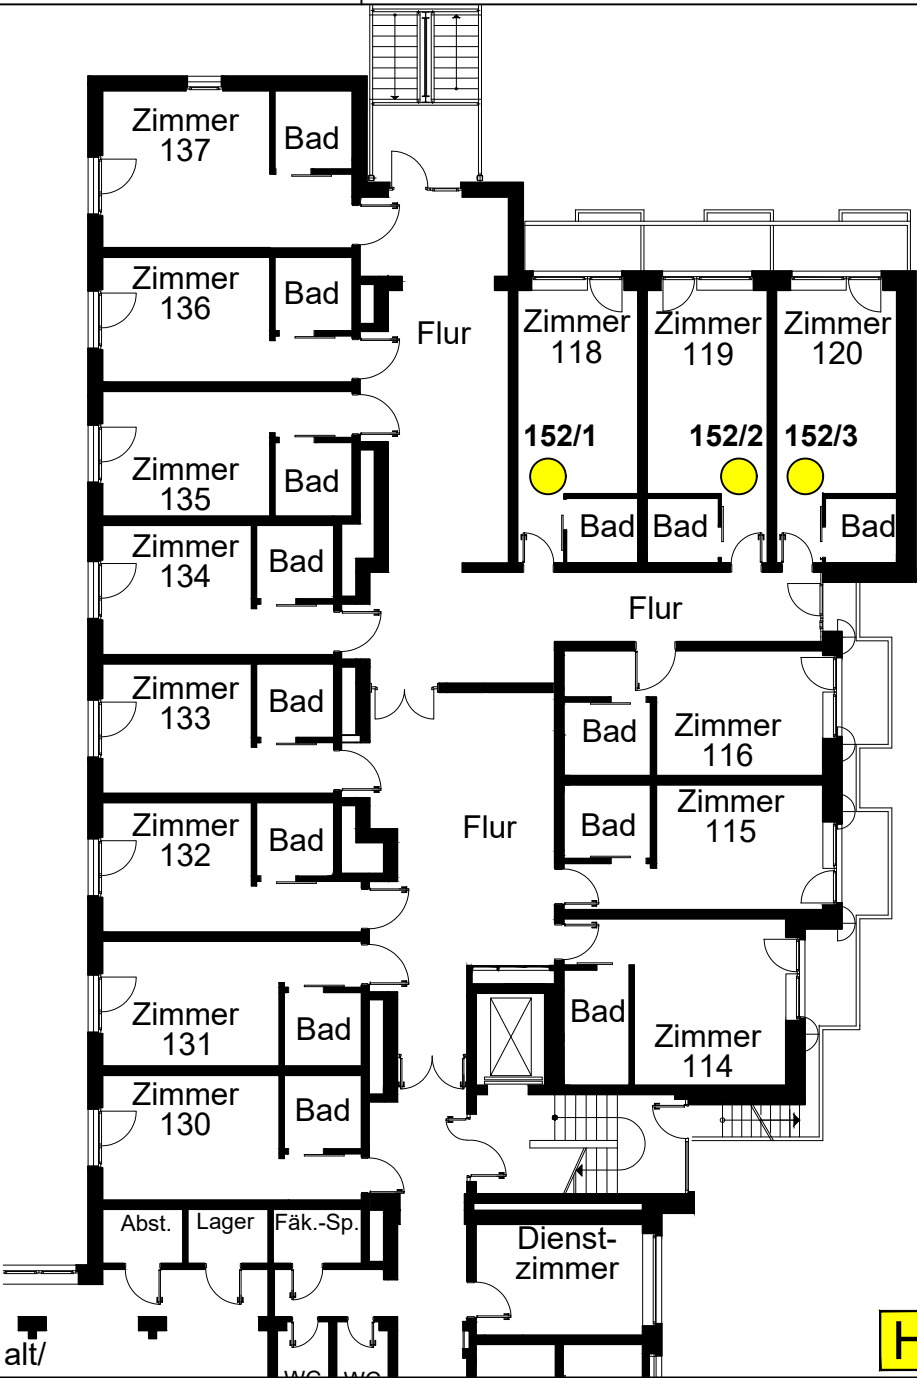 Zimmer
137
Bad
Zimmer
136
Bad
Flur
Zimmer
118
Zimmer
119
Zimmer
120
152/1
152/2
152/3
Zimmer
135
Bad
Bad
Bad
Bad
Zimmer
134
Bad
Flur
Zimmer
133
Bad
Bad
Zimmer
116
Zimmer
132
Bad
Flur
Bad
Zimmer
115
Zimmer
131
Bad
Bad
Zimmer
114
Zimmer
130
Bad
Abst.
Lager
Fäk.-Sp.
Dienst-
zimmer
alt/
H
WC
WC